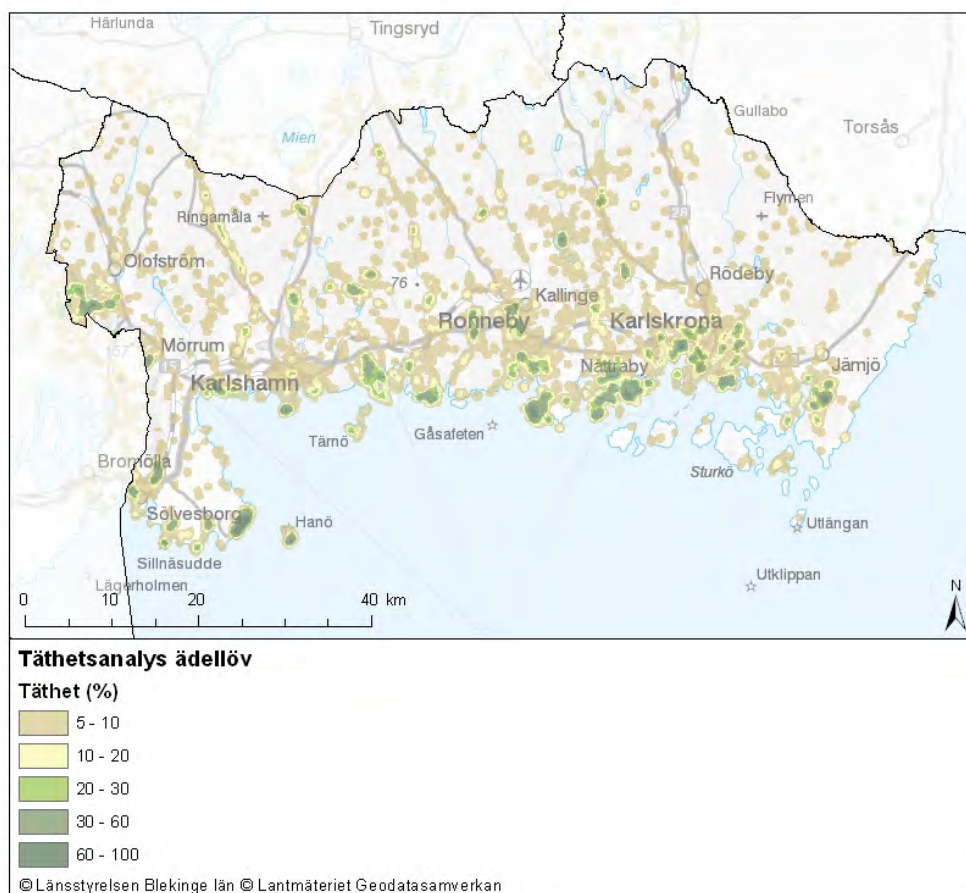 Härlunda
Tingsryd
Gullabo
Torsås
Mien
Flymen
Ringamåla
28
Olofström
76
Kallinge
Rödeby
Ronneby
Karlskrona
Mörrum
15
Nättraby
Jämjö
Karlshamn
Tärnö
Gåsafeten
Sturkö
Bromölla
Sölvesborg
Hanö
Utlängan
Sillnäsudde
Utklippan
Lägerholmen
0 10 20 40 km
N
Täthetsanalys ädellöv
Täthet (%)
5 - 10
10 - 20
20 - 30
30 - 60
60 - 100
© Länsstyrelsen Blekinge län © Lantmäteriet Geodatasamverkan